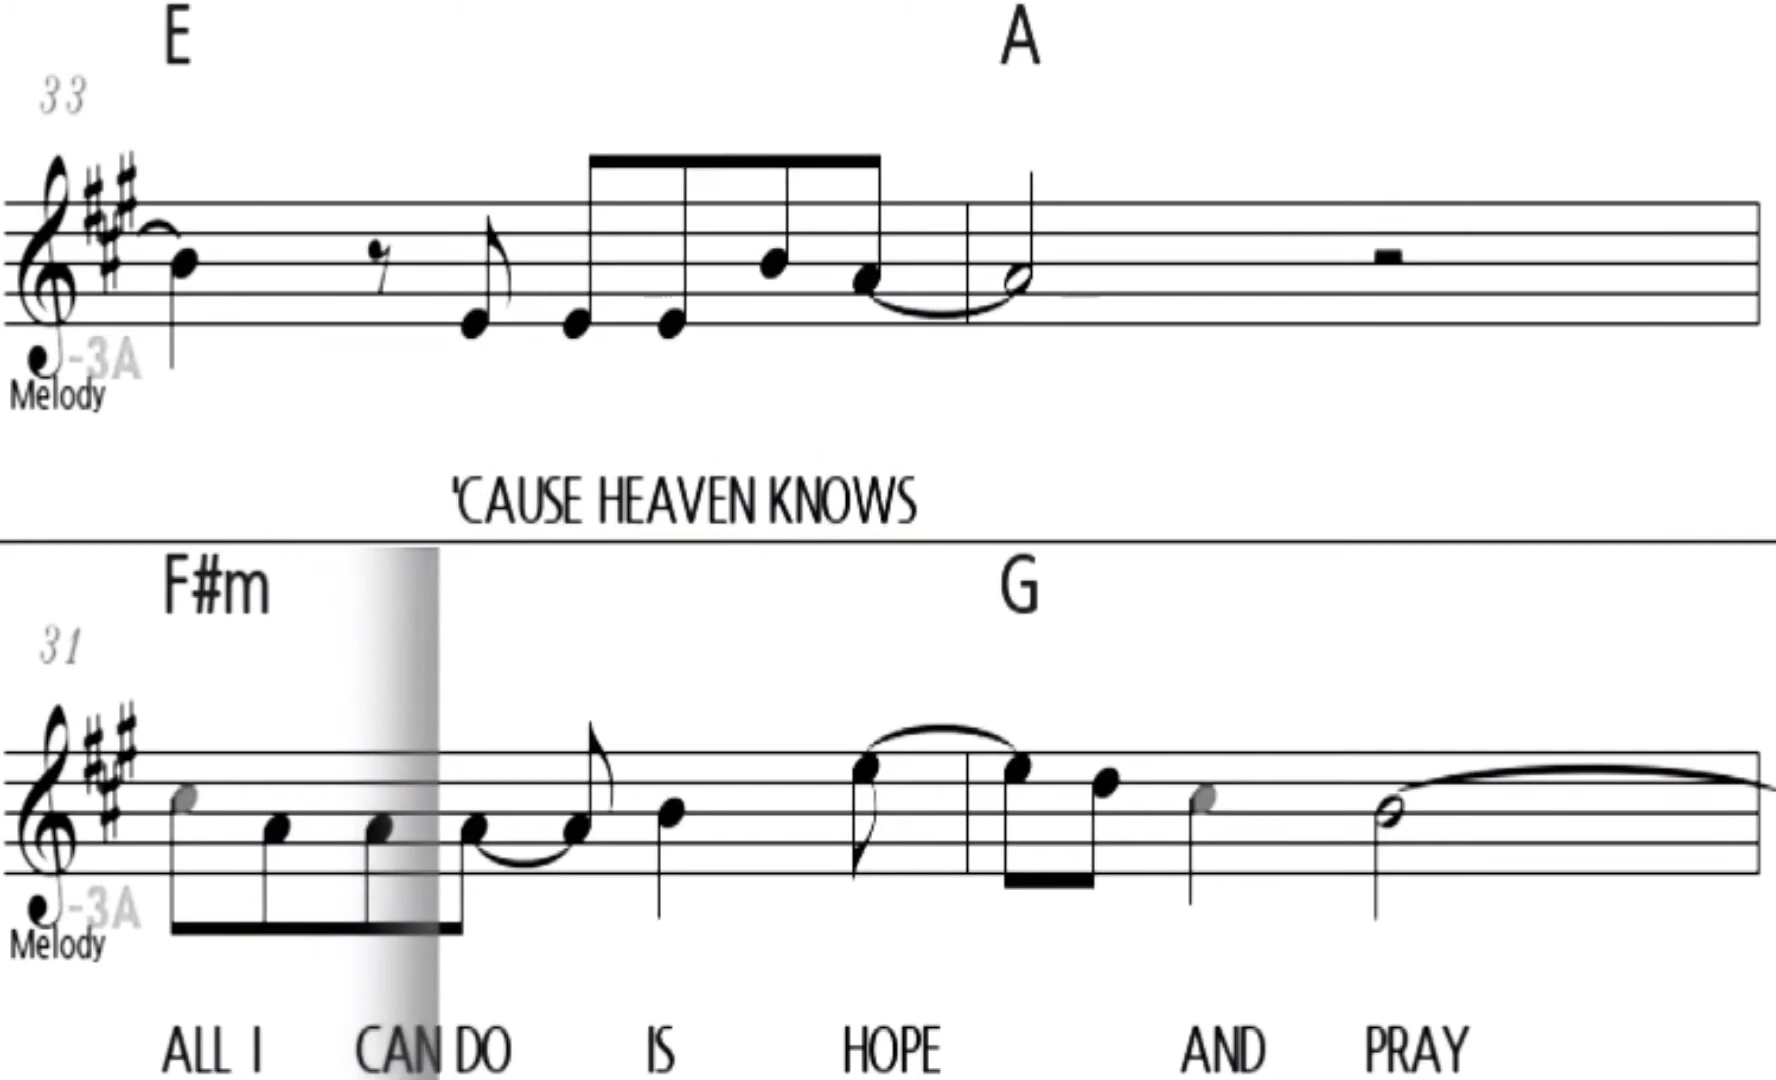 E A
33
-3A
Melody
'CAUSE HEAVEN KNOWS
F#m G
31
-3A
Melody
ALL I CAN DO IS HOPE AND PRAY